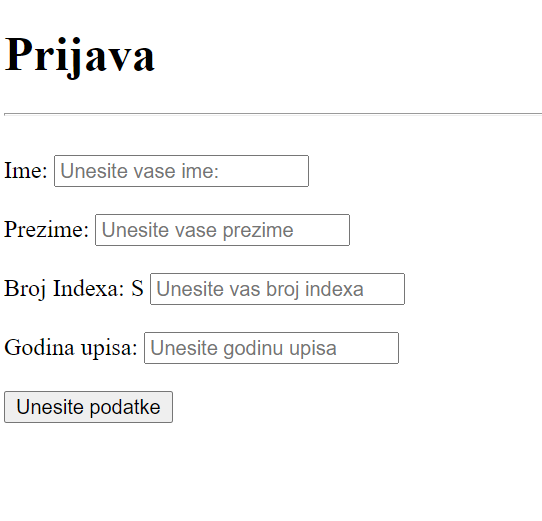 Prijava
Ime: Unesite vase ime:
Prezime: Unesite vase prezime
Broj Indexa: S Unesite vas broj indexa
Godina upisa: Unesite godinu upisa
Unesite podatke